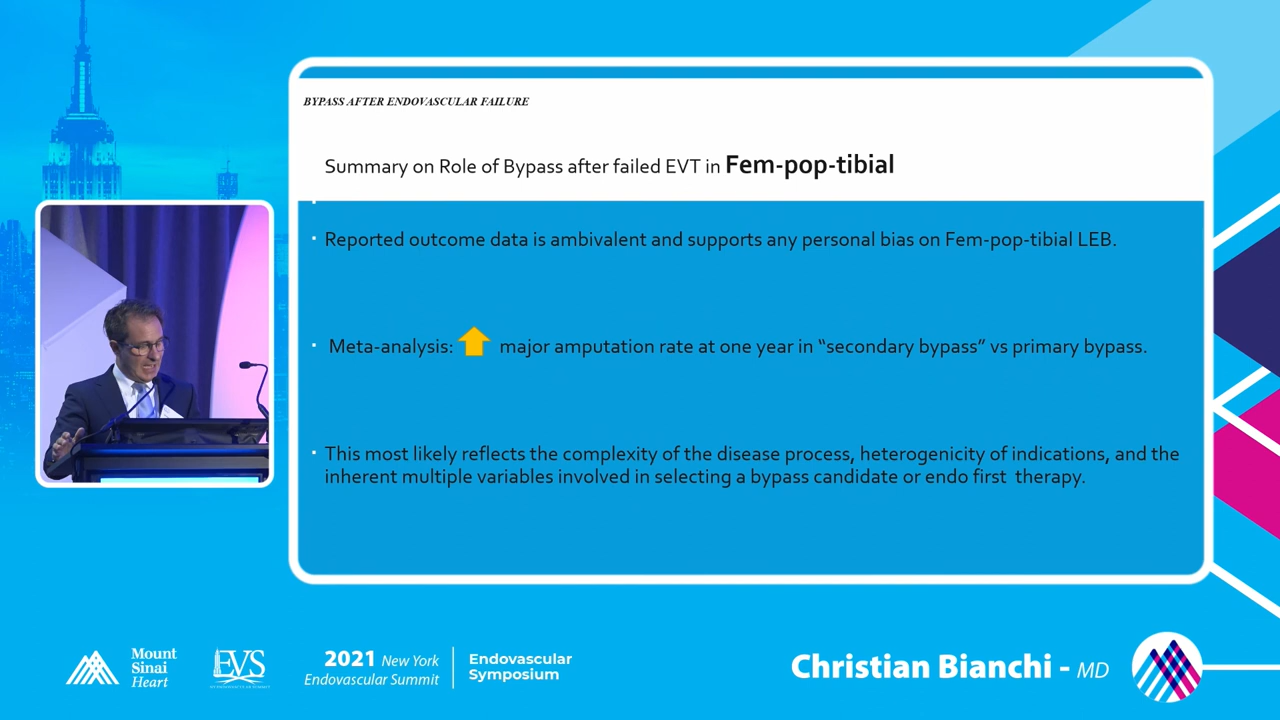 BYPASS AFTER ENDOVASCULAR FAILURE
Summary on Role of Bypass after failed EVT in Fem-pop-tibial
Reported outcome data is ambivalent and supports any personal bias on Fem-pop-tibial LEB.
Meta-analysis: major amputation rate at one year in “secondary bypass” vs primary bypass.
This most likely reflects the complexity of the disease process, heterogenicity of indications, and the
inherent multiple variables involved in selecting a bypass candidate or endo first therapy.
Mount
Sinai
Heart
EVS
2021 New York
Endovascular Summit
Endovascular
Symposium
Christian Bianchi - MD